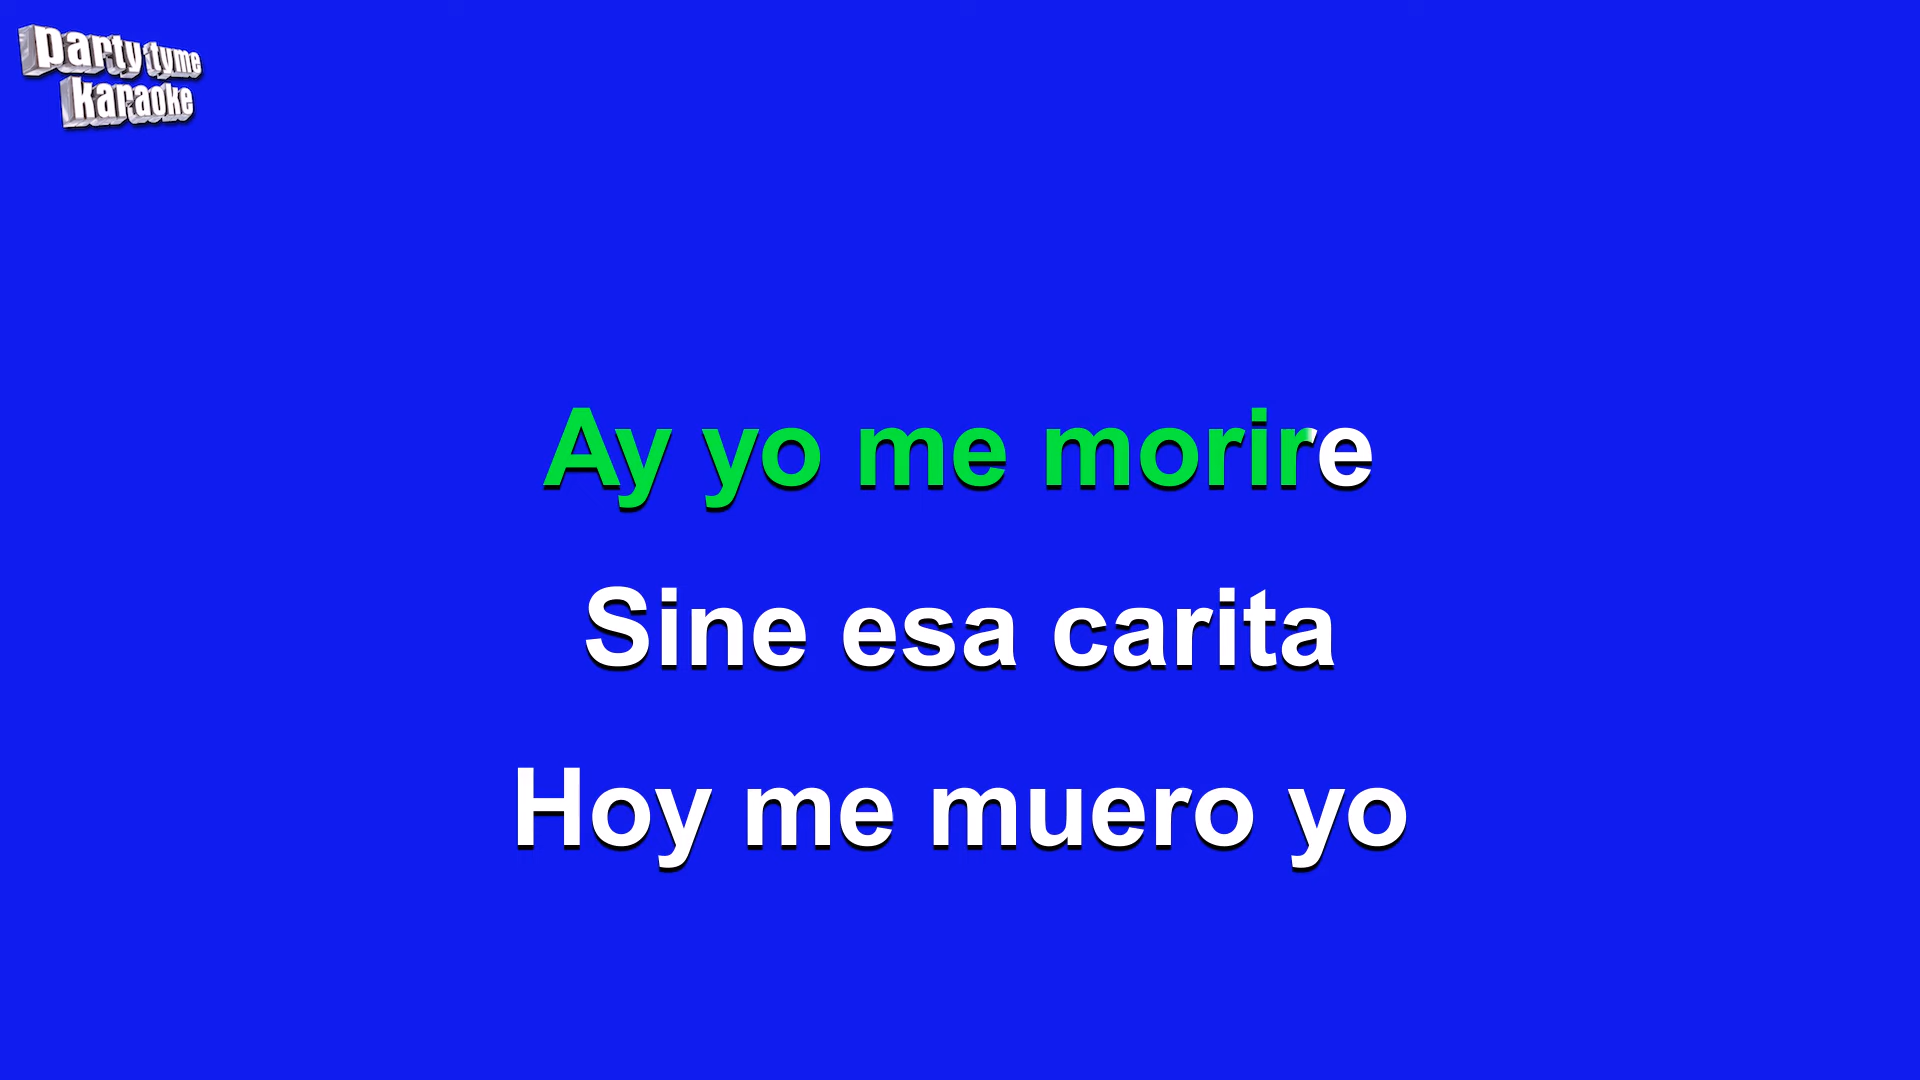 party tyme
karaoke
Ay yo me morire
Sine esa carita
Hoy me muero yo